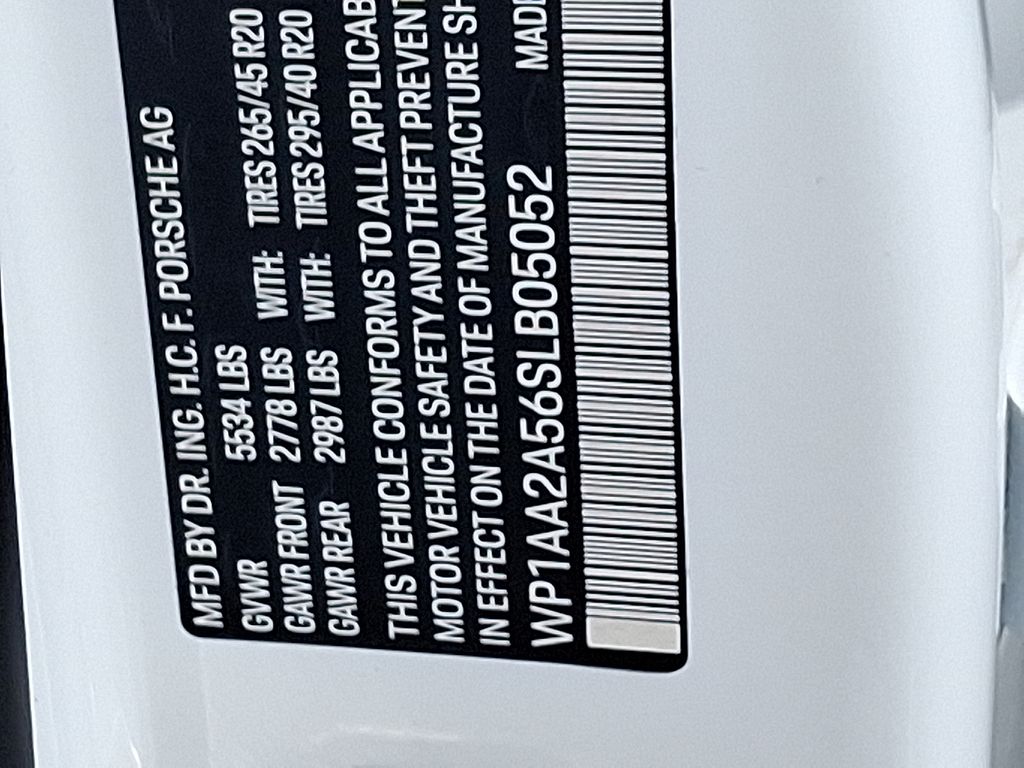 MFD BY DR. ING. H.C. F. PORSCHE AG
GVWR 5534 LBS
GAWR FRONT 2778 LBS WITH: TIRES 265/45 R20
GAWR REAR 2987 LBS WITH: TIRES 295/40 R20
THIS VEHICLE CONFORMS TO ALL APPLICAB
MOTOR VEHICLE SAFETY AND THEFT PREVENT
IN EFFECT ON THE DATE OF MANUFACTURE SH
WP1AA2A56SLB05052 MADE